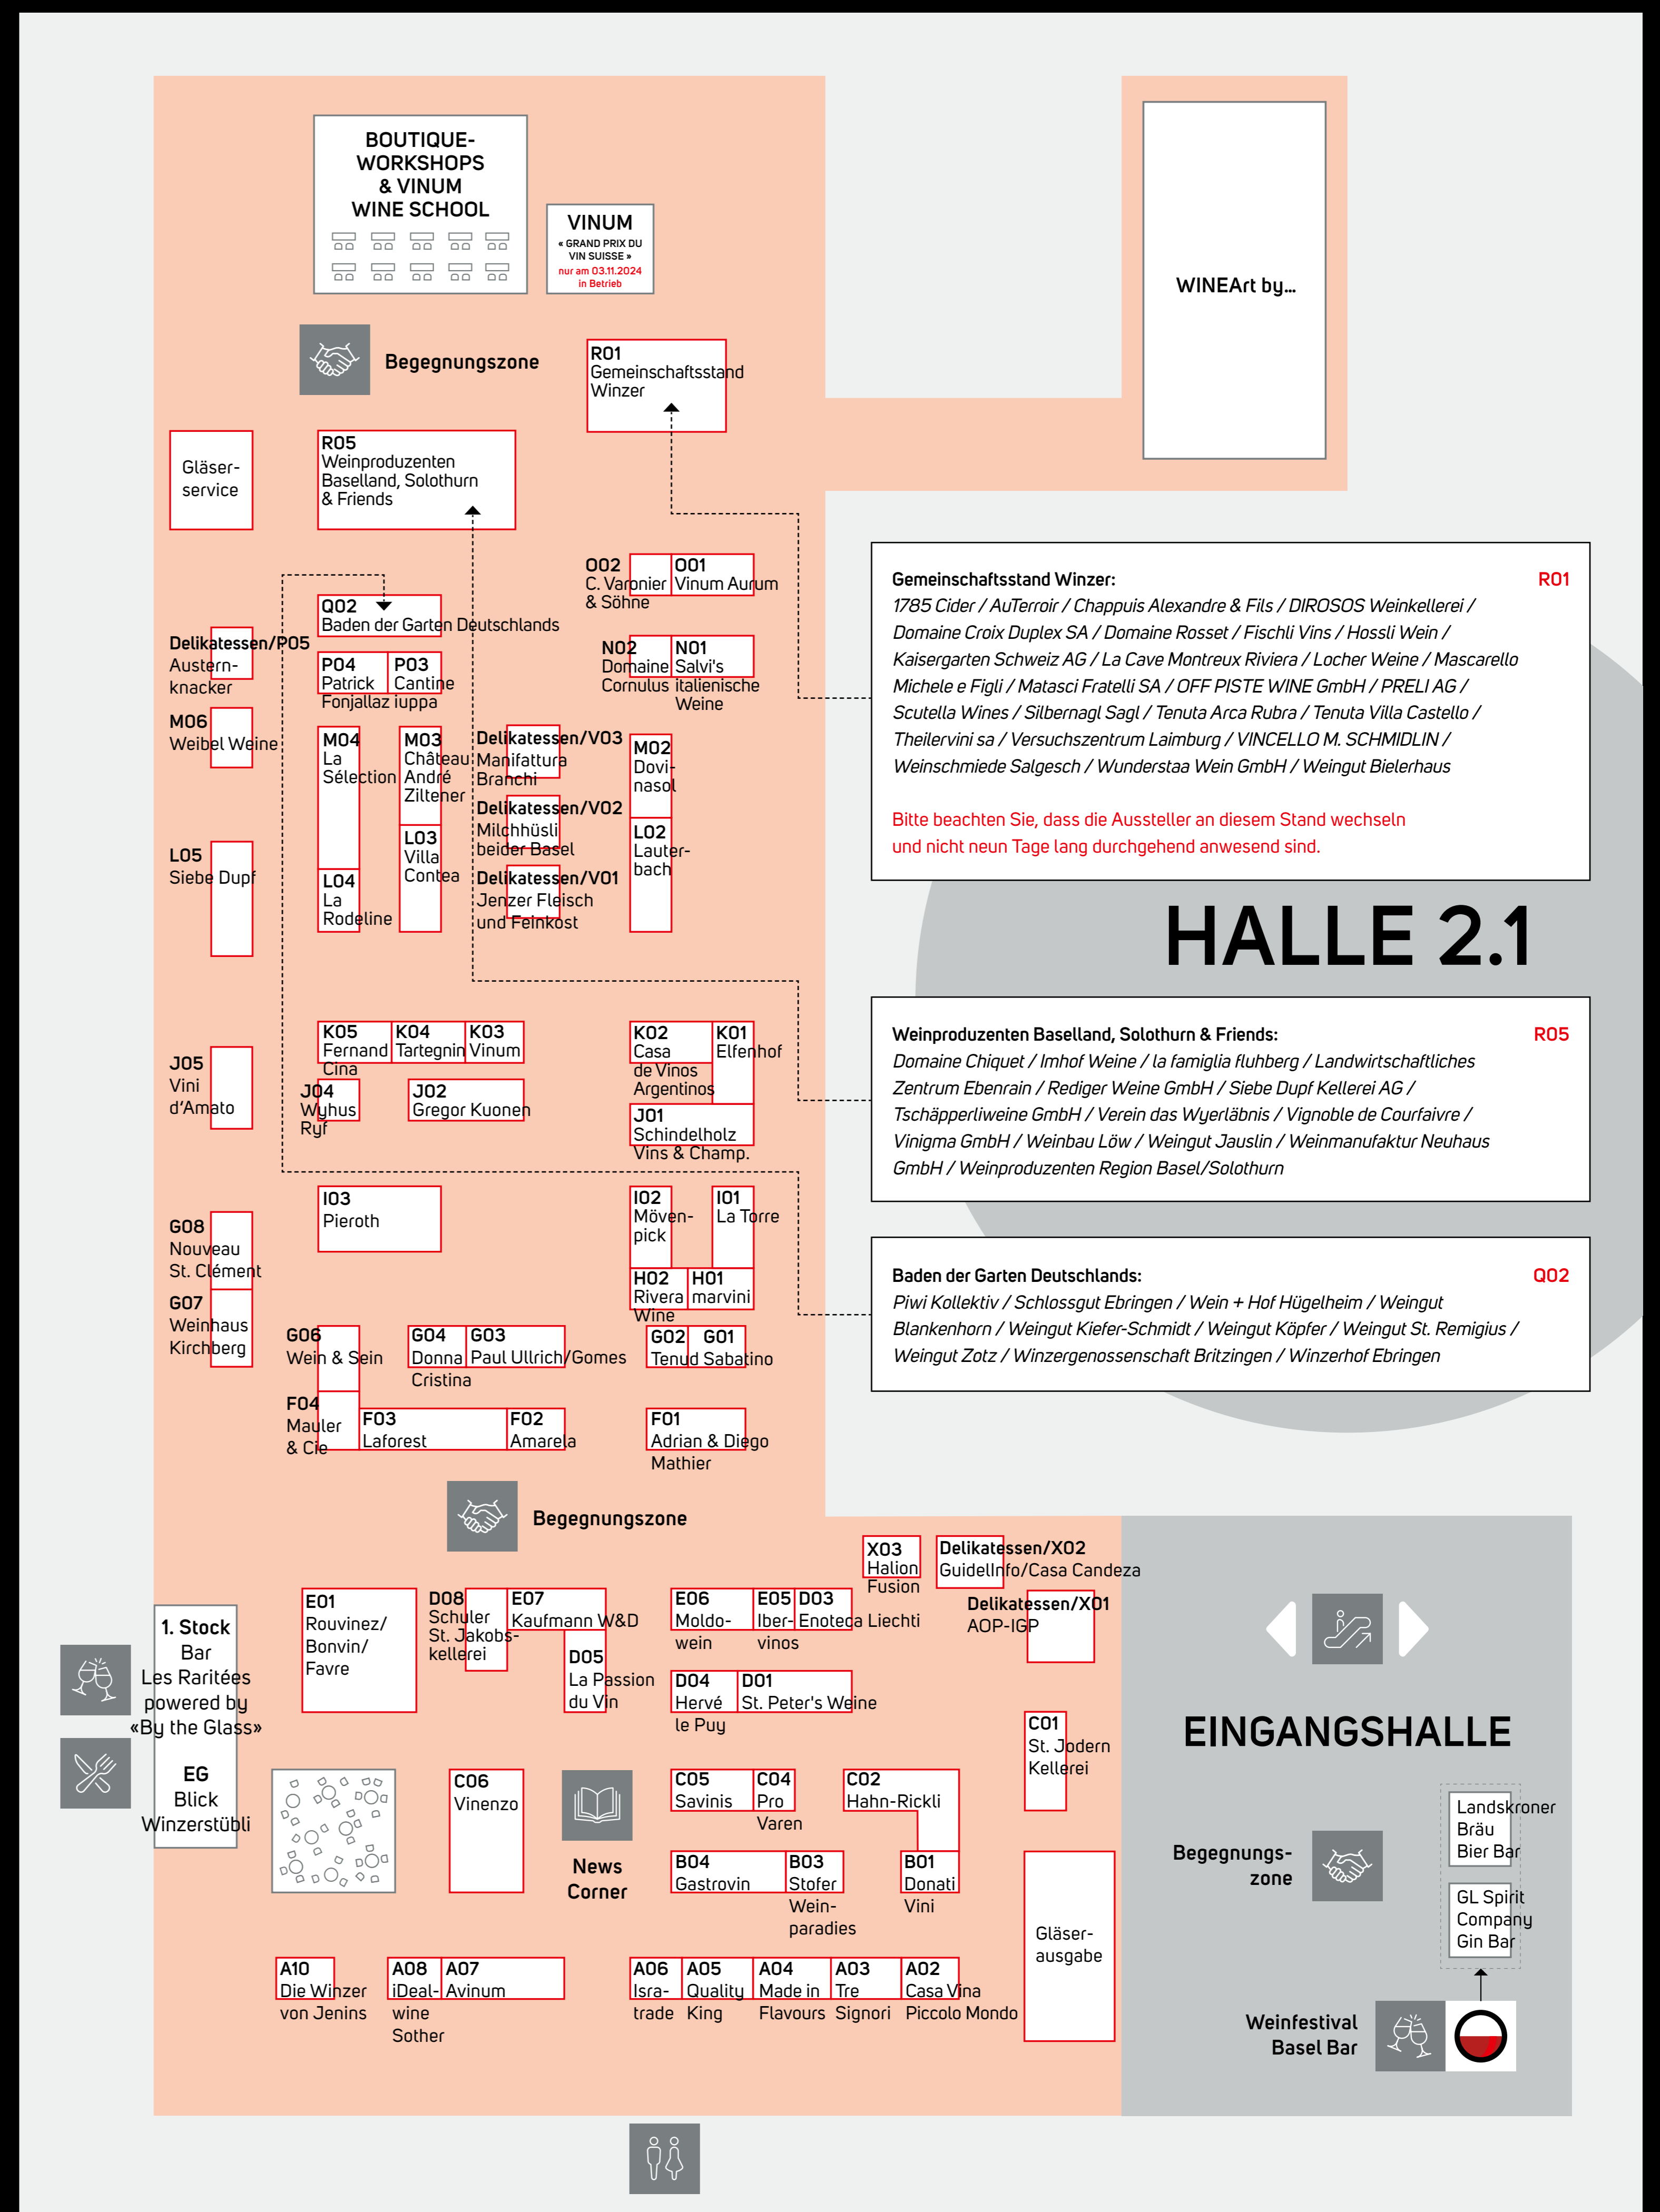 BOUTIQUE-
WORKSHOPS
& VINUM
WINE SCHOOL
VINUM
« GRAND PRIX DU
VIN SUISSE »
nur am 03.11.2024
in Betrieb
WINEArt by...
Begegnungszone
R01
Gemeinschaftsstand
Winzer
Gläser-
service
R05
Weinproduzenten
Baselland, Solothurn
& Friends
O02
C. Varonier
& Söhne
O01
Vinum Aurum
Q02
Baden der Garten Deutschlands
Delikatessen/P05
Austern-
knacker
P04
Patrick
Fonjallaz
P03
Cantine
iuppa
N02
Domaine
Cornulus
N01
Salvi's
italienische
Weine
M06
Weibel Weine
M04
La
Sélection
M03
Château
André
Ziltener
Delikatessen/V03
Manifattura
Branchi
M02
Dovi-
nasol
Delikatessen/V02
Milchhüsli
beider Basel
L05
Siebe Dupf
L04
La
Rodeline
L03
Villa
Contea
Delikatessen/V01
Jenzer Fleisch
und Feinkost
L02
Lauter-
bach
Gemeinschaftsstand Winzer: R01
1785 Cider / AuTerroir / Chappuis Alexandre & Fils / DIROSOS Weinkellerei /
Domaine Croix Duplex SA / Domaine Rosset / Fischli Vins / Hossli Wein /
Kaisergarten Schweiz AG / La Cave Montreux Riviera / Locher Weine / Mascarello
Michele e Figli / Matasci Fratelli SA / OFF PISTE WINE GmbH / PRELI AG /
Scutella Wines / Silbernagl Sagl / Tenuta Arca Rubra / Tenuta Villa Castello /
Theilervini sa / Versuchszentrum Laimburg / VINCELLO M. SCHMIDLIN /
Weinschmiede Salgesch / Wunderstaa Wein GmbH / Weingut Bielerhaus
Bitte beachten Sie, dass die Aussteller an diesem Stand wechseln
und nicht neun Tage lang durchgehend anwesend sind.
HALLE 2.1
J05
Vini
d'Amato
K05
Fernand
Cina
K04
Tartegnin
K03
Vinum
J04
Wyhus
Ryf
J02
Gregor Kuonen
K02
Casa
de Vinos
Argentinos
K01
Elfenhof
J01
Schindelholz
Vins & Champ.
Weinproduzenten Baselland, Solothurn & Friends: R05
Domaine Chiquet / Imhof Weine / la famiglia fluhberg / Landwirtschaftliches
Zentrum Ebenrain / Rediger Weine GmbH / Siebe Dupf Kellerei AG /
Tschäpperliweine GmbH / Verein das Wyerläbnis / Vignoble de Courfaivre /
Vinigma GmbH / Weinbau Löw / Weingut Jauslin / Weinmanufaktur Neuhaus
GmbH / Weinproduzenten Region Basel/Solothurn
G08
Nouveau
St. Clément
G07
Weinhaus
Kirchberg
I03
Pieroth
I02
Möven-
pick
I01
La Torre
H02
Rivera
Wine
H01
marvini
Baden der Garten Deutschlands: Q02
Piwi Kollektiv / Schlossgut Ebringen / Wein + Hof Hügelheim / Weingut
Blankenhorn / Weingut Kiefer-Schmidt / Weingut Köpfer / Weingut St. Remigius /
Weingut Zotz / Winzergenossenschaft Britzingen / Winzerhof Ebringen
G06
Wein & Sein
G04
Donna
Cristina
G03
Paul Ullrich/Gomes
G02
Tenud
G01
Sabatino
F04
Mauler
& Cie
F03
Laforest
F02
Amarela
F01
Adrian & Diego
Mathier
Begegnungszone
X03
Halion
Fusion
Delikatessen/X02
GuidelInfo/Casa Candeza
Delikatessen/X01
AOP-IGP
1. Stock
Bar
Les Raritées
powered by
«By the Glass»
EG
Blick
Winzerstübli
E01
Rouvinez/
Bonvin/
Favre
D08
Schuler
St. Jakobs-
kellerei
E07
Kaufmann W&D
D05
La Passion
du Vin
E06
Moldo-
wein
E05
Iber-
vinos
D03
Enoteca Liechti
D04
Hervé
le Puy
D01
St. Peter's Weine
C01
St. Jodern
Kellerei
EINGANGSHALLE
C06
Vinenzo
News
Corner
C05
Savinis
C04
Pro
Varen
C02
Hahn-Rickli
B04
Gastrovin
B03
Stofer
Wein-
paradies
B01
Donati
Vini
Begegnungs-
zone
Landskroner
Bräu
Bier Bar
GL Spirit
Company
Gin Bar
Gläser-
ausgabe
A10
Die Winzer
von Jenins
A08
iDeal-
wine
Sother
A07
Avinum
A06
Isra-
trade
A05
Quality
King
A04
Made in
Flavours
A03
Tre
Signori
A02
Casa Vina
Piccolo Mondo
Weinfestival
Basel Bar